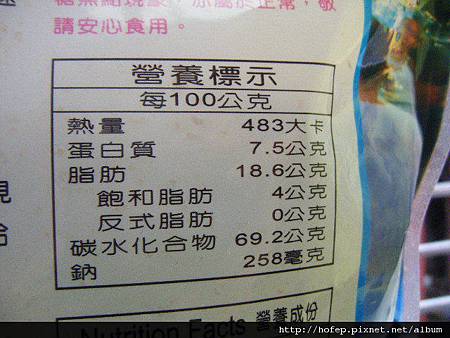 請安心食用。
營養標示
每100公克
熱量 483大卡
蛋白質 7.5公克
脂肪 18.6公克
飽和脂肪 4公克
反式脂肪 0公克
碳水化合物 69.2公克
鈉 258毫克
Nutrition Facts 營養成份
http://hofep.pixnet.net/album